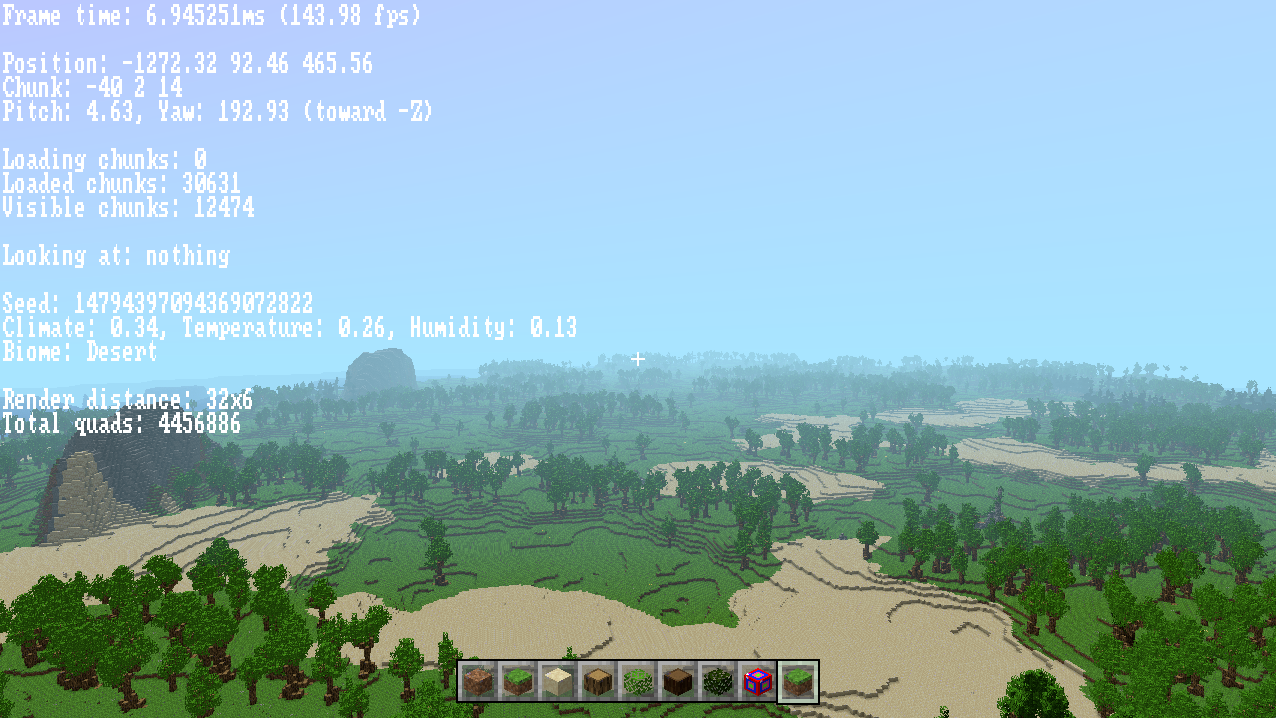 Frame time: 6.945251ms (143.98 fps)
Position: -1272.32 92.46 465.56
Chunk: -40 2 14
Pitch: 4.63, Yaw: 192.93 (toward -Z)
Loading chunks: 0
Loaded chunks: 30631
Visible chunks: 12474
Looking at: nothing
Seed: 14794397094369072822
Climate: 0.34, Temperature: 0.26, Humidity: 0.13
Biome: Desert
Render distance: 32x6
Total quads: 4456886